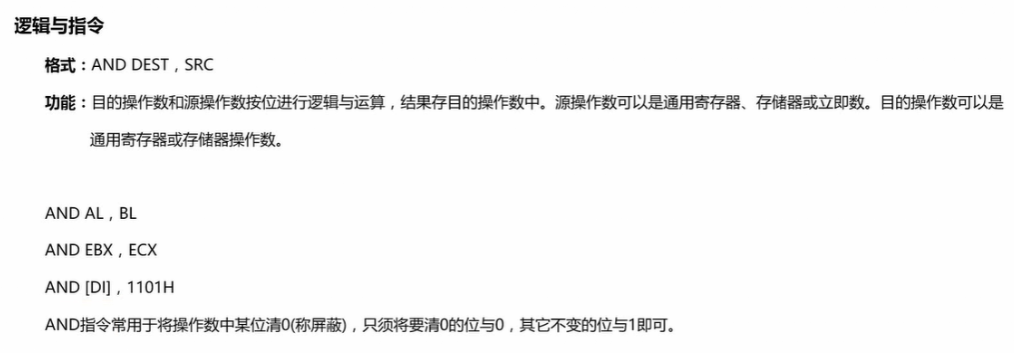 逻辑与指令
格式：AND DEST，SRC
功能：目的操作数和源操作数按位进行逻辑与运算，结果存目的操作数中。源操作数可以是通用寄存器、存储器或立即数。目的操作数可以是
通用寄存器或存储器操作数。
AND AL，BL
AND EBX，ECX
AND [DI]，1101H
AND指令常用于将操作数中某位清0(称屏蔽)，只须将要清0的位与0，其它不变的位与1即可。